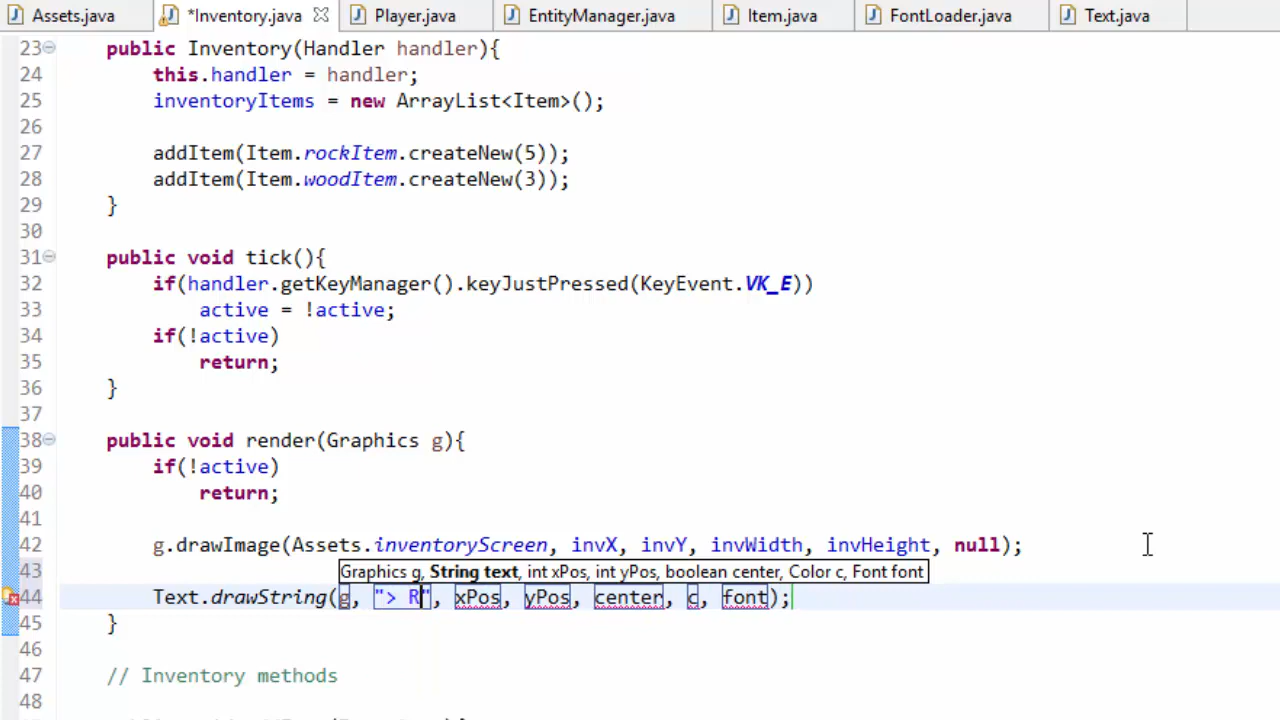 Assets.java *Inventory.java Player.java EntityManager.java Item.java FontLoader.java Text.java
23 public Inventory(Handler handler){
24 this.handler = handler;
25 inventoryItems = new ArrayList<Item>();
26
27 addItem(Item.rockItem.createNew(5));
28 addItem(Item.woodItem.createNew(3));
29 }
30
31 public void tick(){
32 if(handler.getKeyManager().keyJustPressed(KeyEvent.VK_E))
33 active = !active;
34 if(!active)
35 return;
36 }
37
38 public void render(Graphics g){
39 if(!active)
40 return;
41
42 g.drawImage(Assets.inventoryScreen, invX, invY, invWidth, invHeight, null);
43 Graphics g, String text, int xPos, int yPos, boolean center, Color c, Font font
44 Text.drawString(g, "> R", xPos, yPos, center, c, font);
45 }
46
47 // Inventory methods
48